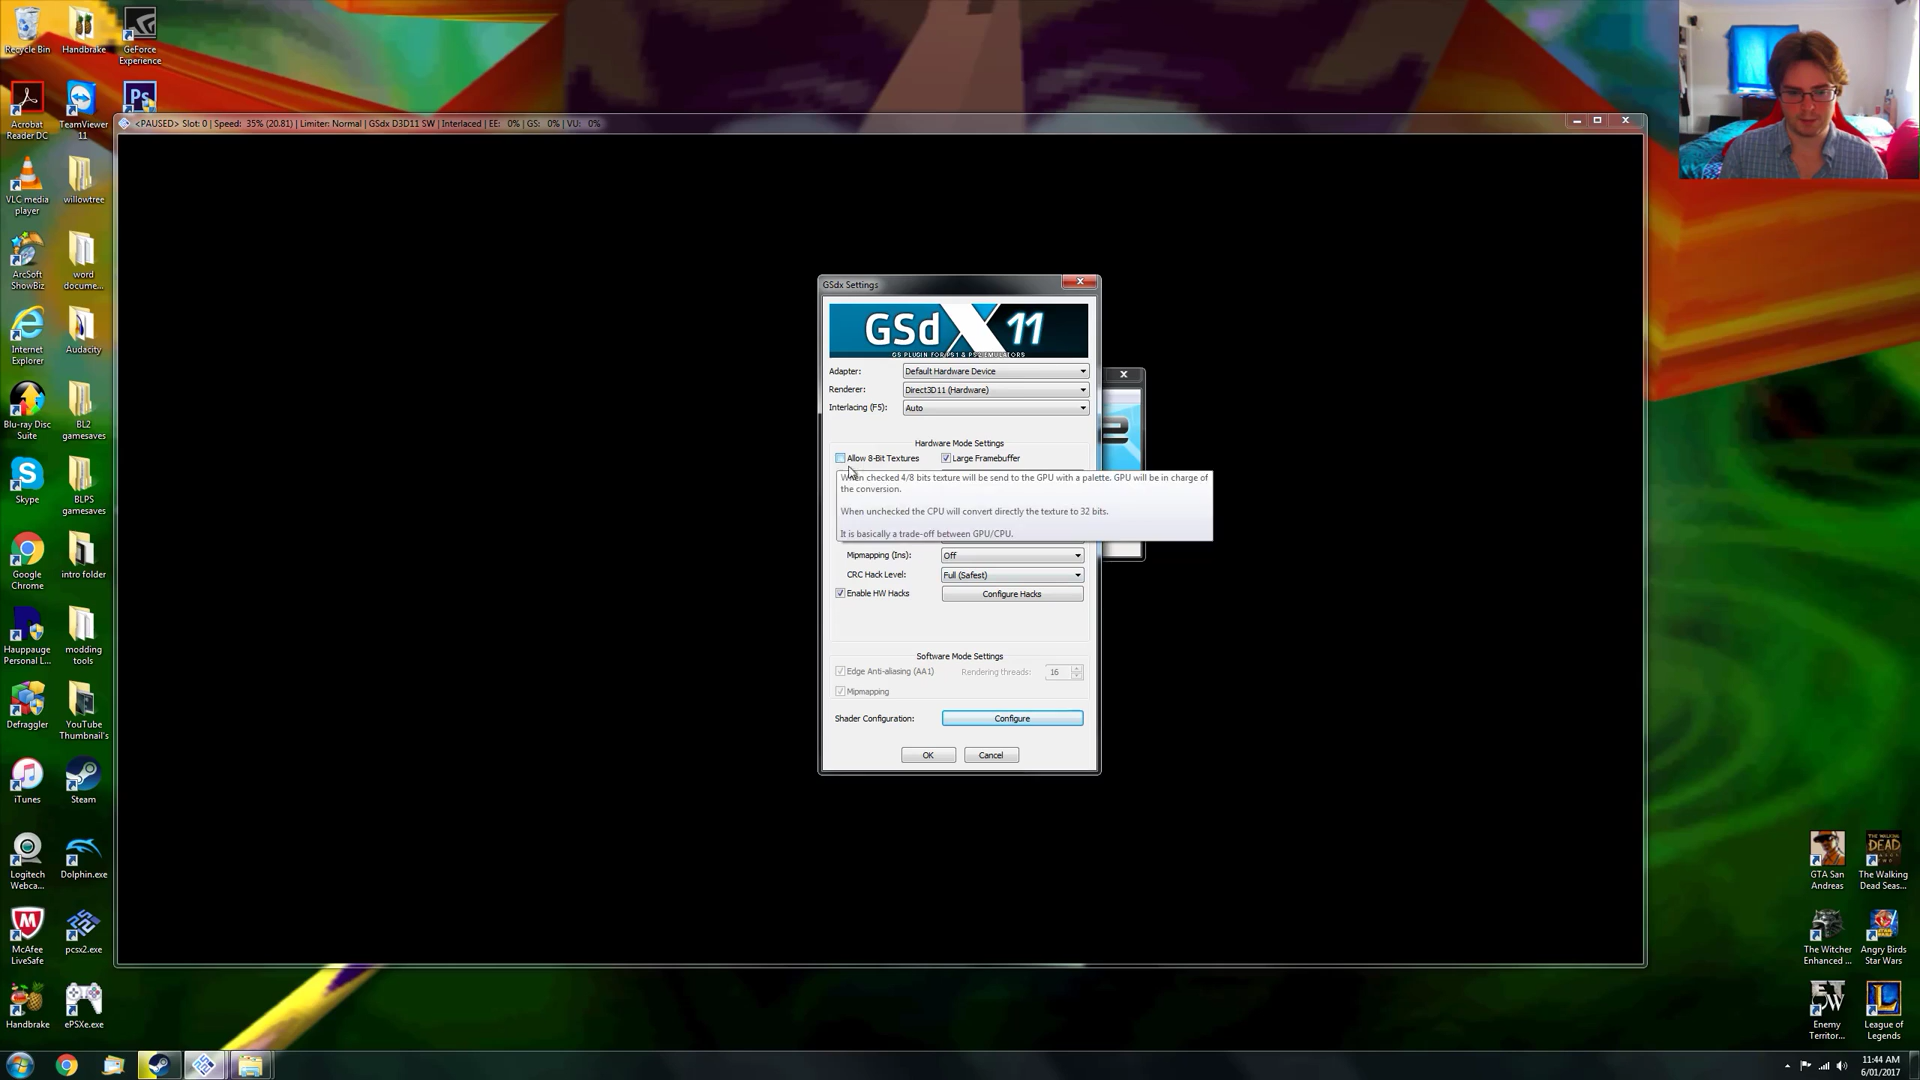 Recycle Bin
Handbrake
GeForce
Experience
Acrobat
Reader DC
TeamViewer
11
Ps
<PAUSED> Slot: 0 | Speed: 35% (20.81) | Limiter: Normal | GSdx D3D11 SW | Interlaced | EE: 0% | GS: 0% | VU: 0%
VLC media
player
willowtree
ArcSoft
ShowBiz
word
docume...
Internet
Explorer
Audacity
Blu-ray Disc
Suite
BL2
gamesaves
Skype
BLPS
gamesaves
Google
Chrome
intro folder
Hauppauge
Personal L...
modding
tools
Defraggler
YouTube
Thumbnail's
iTunes
Steam
Logitech
Webca...
Dolphin.exe
McAfee
LiveSafe
pcsx2.exe
Handbrake
ePSXe.exe
GSdx Settings
GSdX 11
GS PLUGIN FOR PS1 & PS2 EMULATORS
Adapter: Default Hardware Device
Renderer: Direct3D11 (Hardware)
Interlacing (F5): Auto
Hardware Mode Settings
Allow 8-Bit Textures Large Framebuffer
When checked 4/8 bits texture will be send to the GPU with a palette. GPU will be in charge of
the conversion.
When unchecked the CPU will convert directly the texture to 32 bits.
It is basically a trade-off between GPU/CPU.
Mipmapping (Ins): Off
CRC Hack Level: Full (Safest)
Enable HW Hacks Configure Hacks
Software Mode Settings
Edge Anti-aliasing (AA1) Rendering threads: 16
Mipmapping
Shader Configuration: Configure
OK Cancel
2
GTA San
Andreas
The Walking
Dead Seas...
The Witcher
Enhanced ...
Angry Birds
Star Wars
Enemy
Territor...
League of
Legends
11:44 AM
6/01/2017